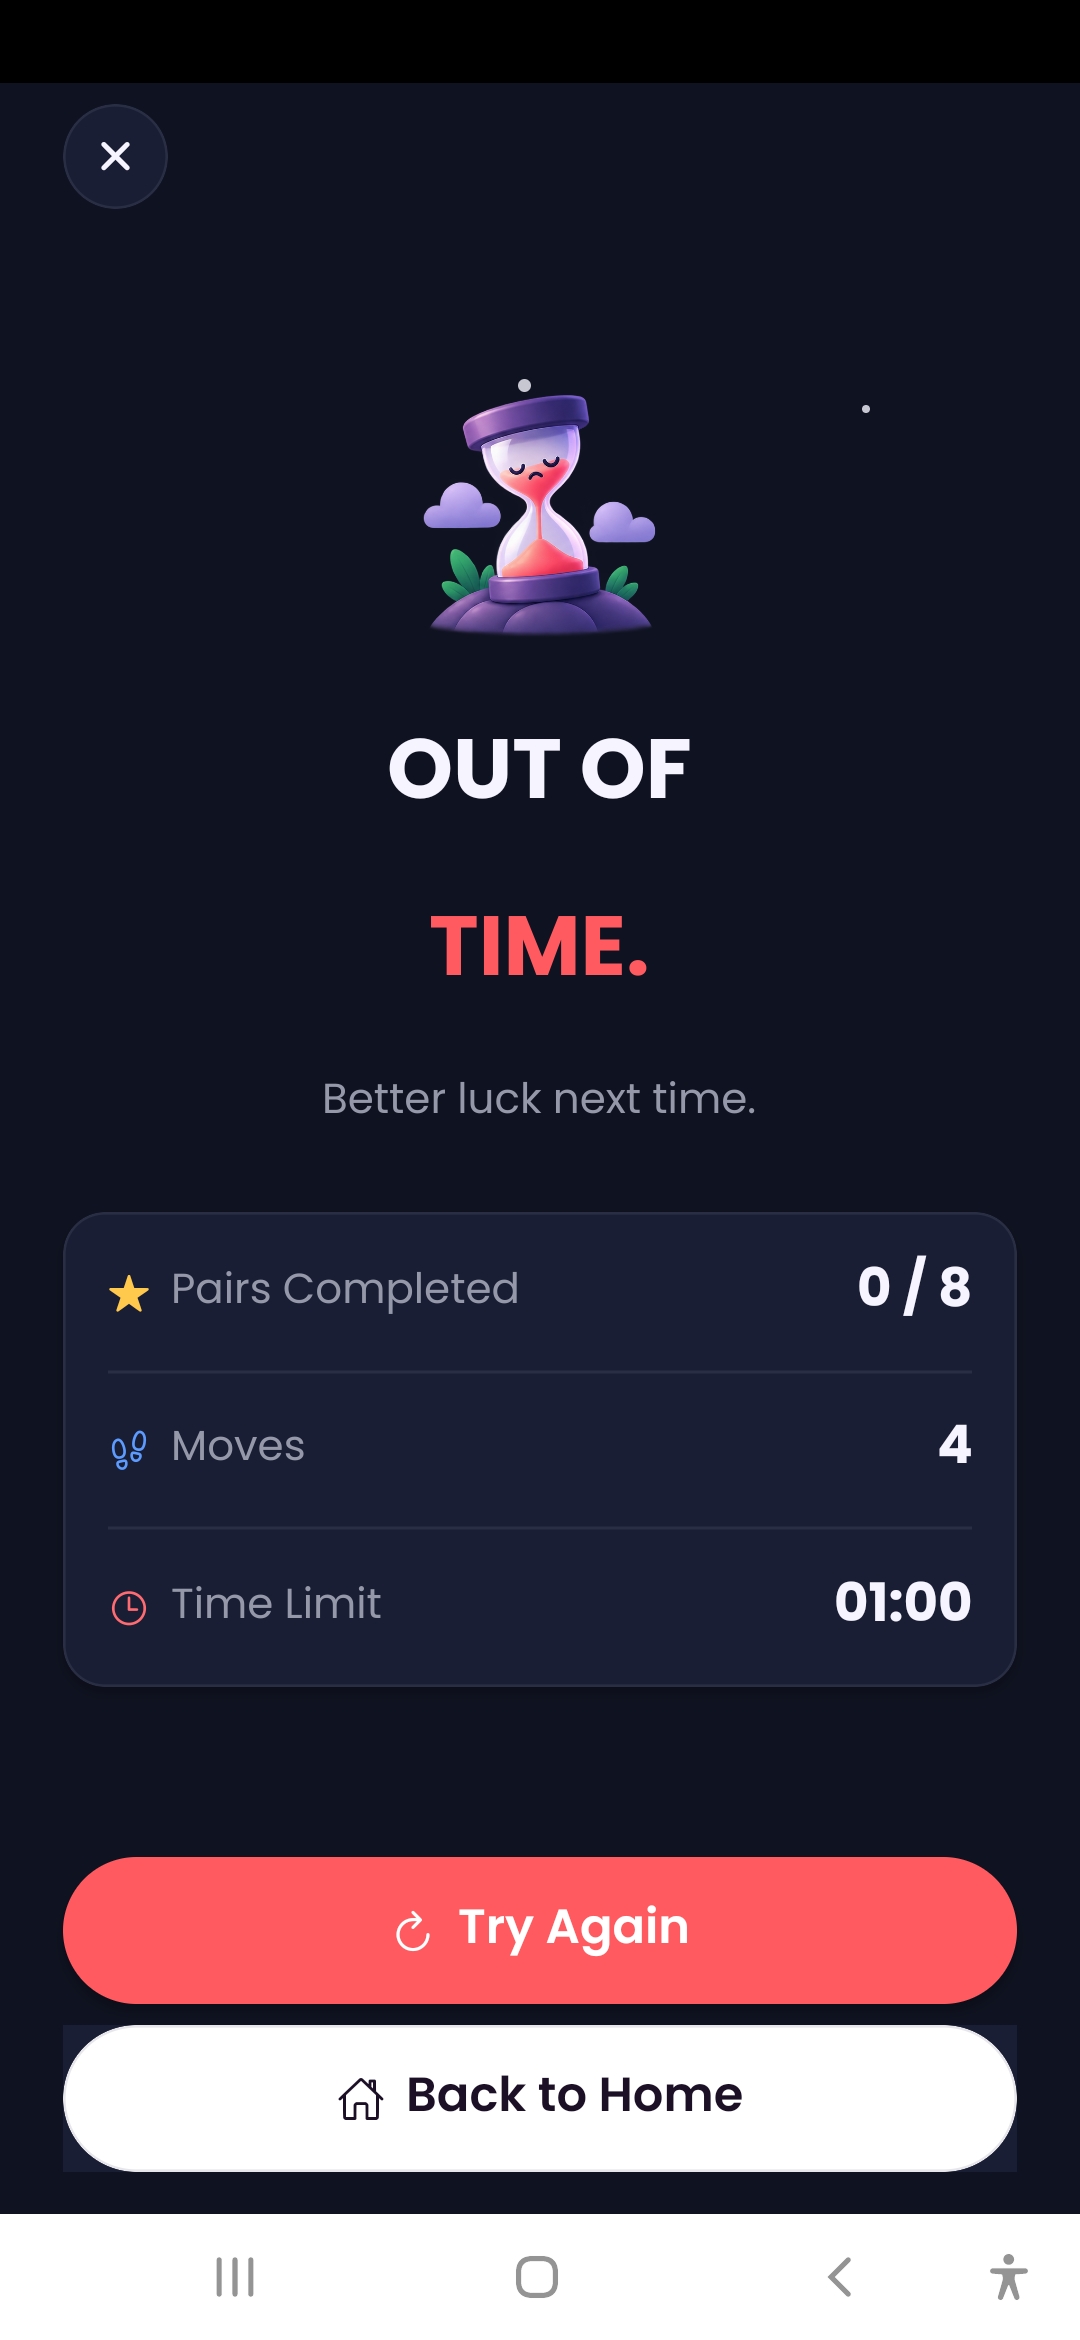 OUT OF
TIME.
Better luck next time.
Pairs Completed 0 / 8
Moves 4
Time Limit 01:00
Try Again
Back to Home